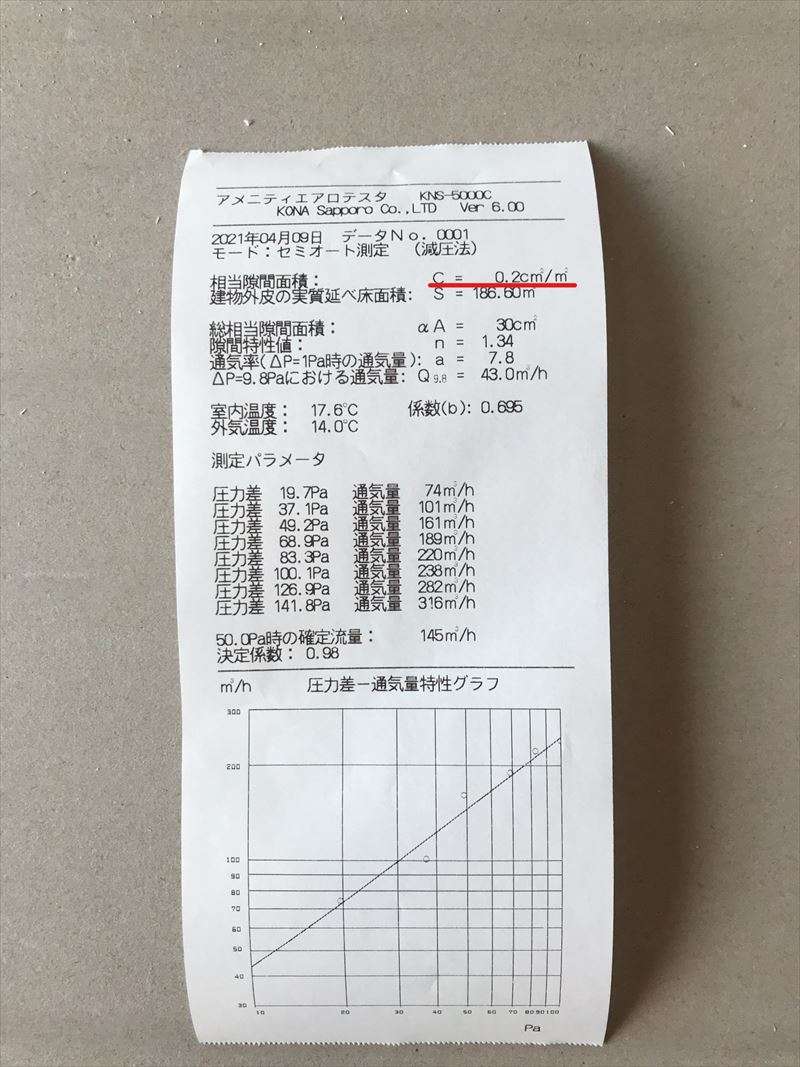 アメニティエアロテスタ KNS-5000C
KONA Sapporo Co.,LTD Ver 6.00
2021年04月09日 データNo. 0001
モード：セミオート測定 （減圧法）
相当隙間面積： C = 0.2cm²/m²
建物外皮の実質延べ床面積： S = 186.60m²
総相当隙間面積： αA = 30cm²
隙間特性値： n = 1.34
通気率(ΔP=1Pa時の通気量)： a = 7.8
ΔP=9.8Paにおける通気量： Q9.8 = 43.0m³/h
室内温度： 17.6℃ 係数(b)： 0.695
外気温度： 14.0℃
測定パラメータ
圧力差 19.7Pa 通気量 74m³/h
圧力差 37.1Pa 通気量 101m³/h
圧力差 49.2Pa 通気量 161m³/h
圧力差 68.9Pa 通気量 189m³/h
圧力差 83.3Pa 通気量 220m³/h
圧力差 100.1Pa 通気量 238m³/h
圧力差 126.9Pa 通気量 282m³/h
圧力差 141.8Pa 通気量 316m³/h
50.0Pa時の確定流量： 145m³/h
決定係数： 0.98
m³/h 圧力差－通気量特性グラフ
300
200
100
90
80
70
60
50
40
30
10 20 30 40 50 60 70 80 90 100
Pa